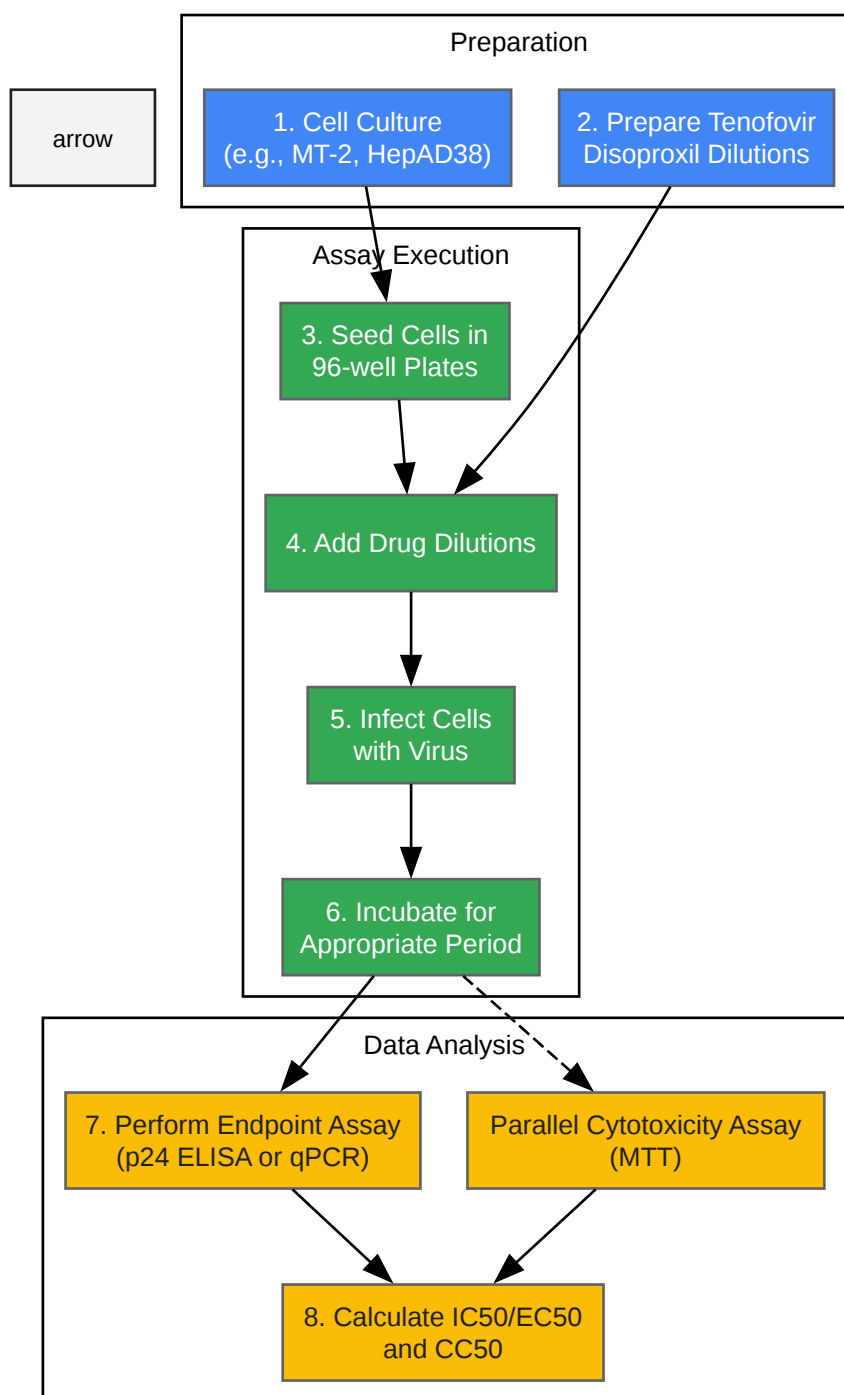 Preparation
arrow
1. Cell Culture
(e.g., MT-2, HepAD38)
2. Prepare Tenofovir
Disoproxil Dilutions
Assay Execution
3. Seed Cells in
96-well Plates
4. Add Drug Dilutions
5. Infect Cells
with Virus
6. Incubate for
Appropriate Period
Data Analysis
7. Perform Endpoint Assay
(p24 ELISA or qPCR)
Parallel Cytotoxicity Assay
(MTT)
8. Calculate IC50/EC50
and CC50